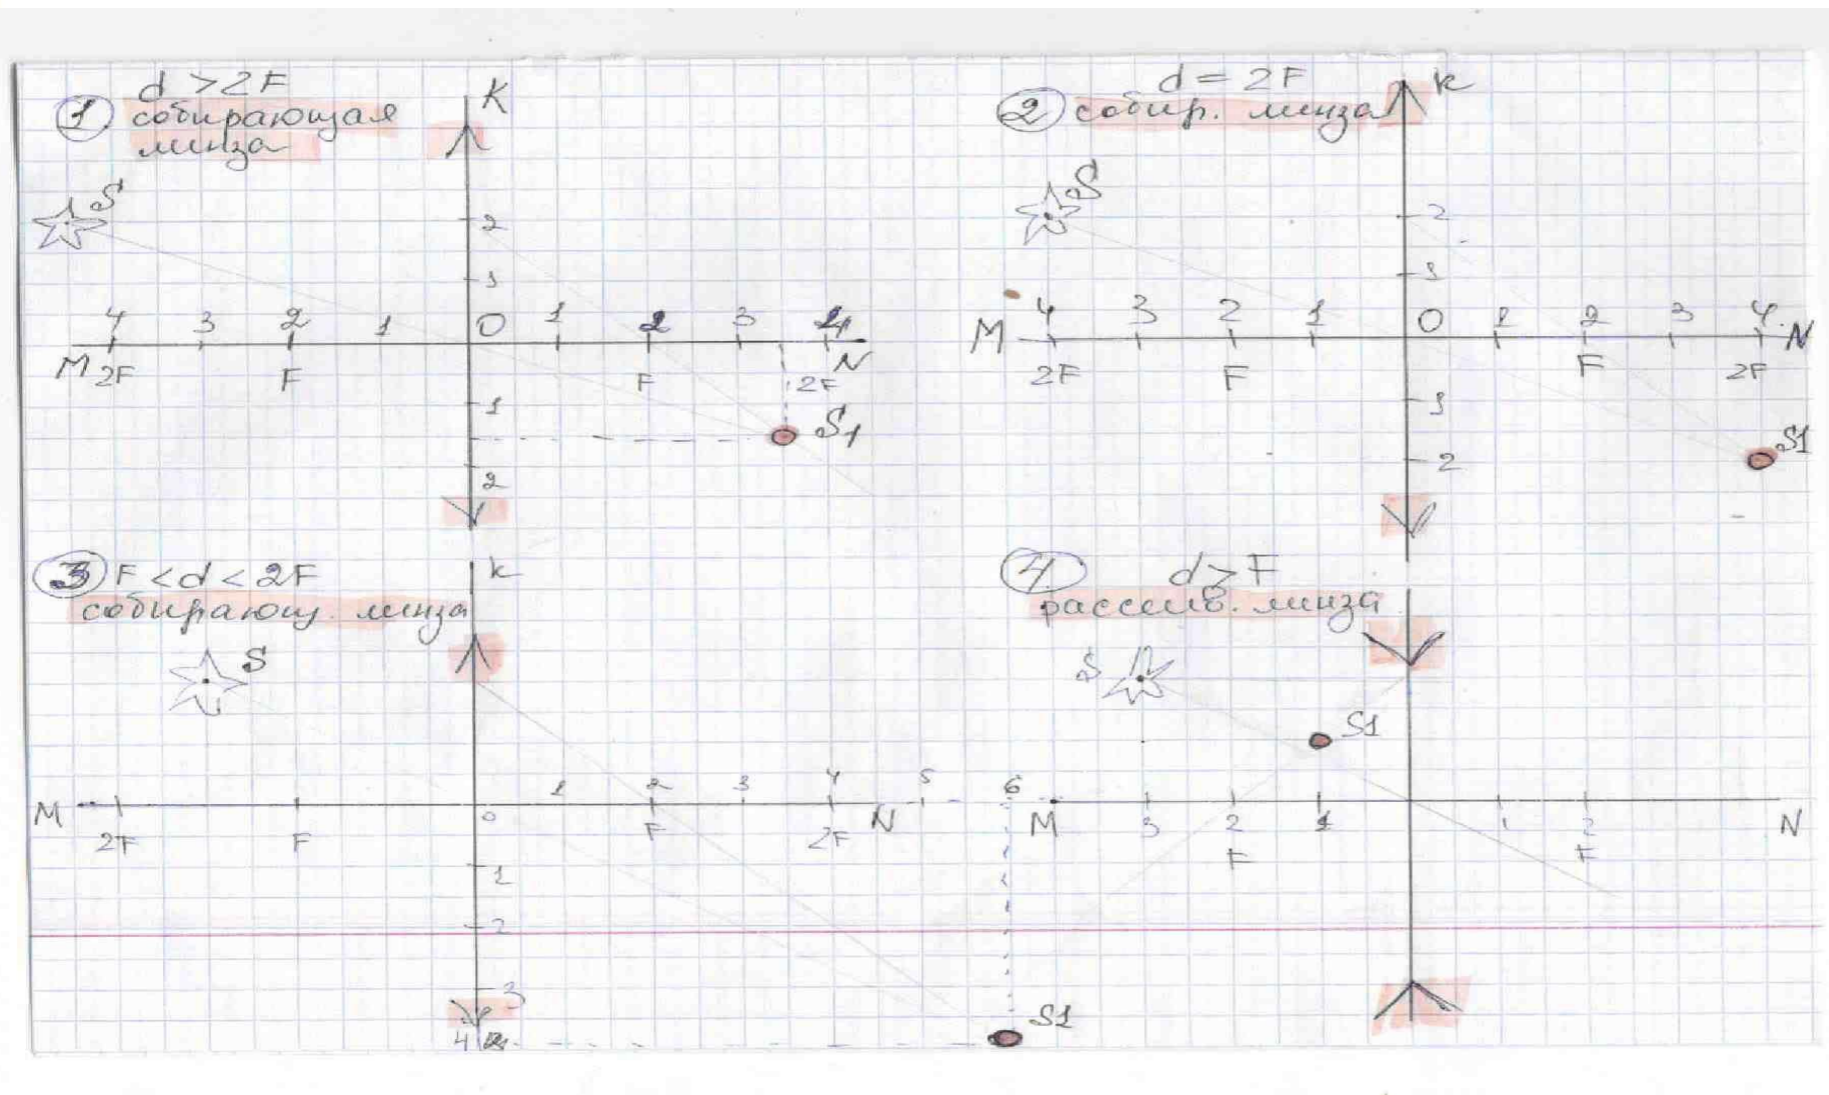 1 d > 2F
собирающая
линза
K
S
2
1
4 3 2 1 0 1 2 3 4
M 2F F F 2F N
1
S1
2
2 d = 2F
собир. линза
K
S
2
1
4 3 2 1 0 1 2 3 4
M N
2F F F 2F
1
S1
2
3 F < d < 2F
собирающ. линза
K
S
1 2 3 4 5 6
M 0 N
2F F F 2F
1
2
3
4
S1
4 d > F
рассеив. линза
S
S1
M 3 2 1 1 2 N
F F